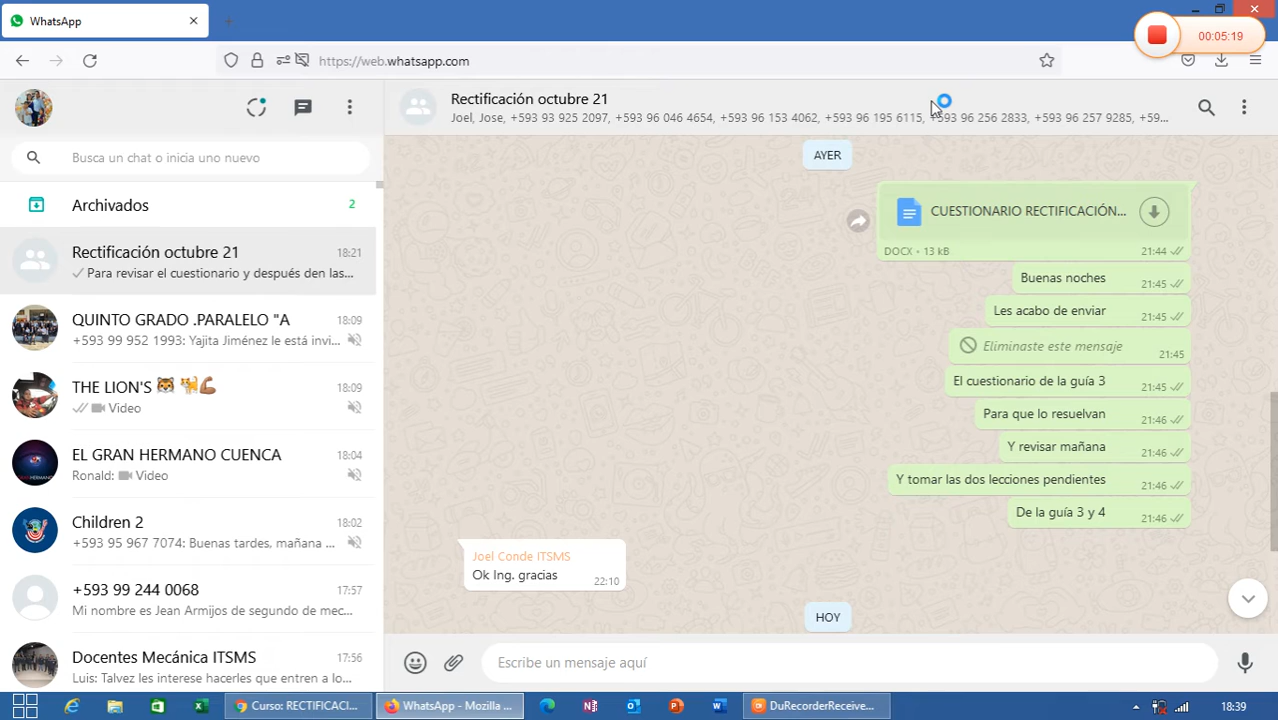 WhatsApp
00:05:19
https://web.whatsapp.com
Busca un chat o inicia uno nuevo
Archivados 2
Rectificación octubre 21 18:21
Para revisar el cuestionario y después den las...
QUINTO GRADO .PARALELO "A 18:09
+593 99 952 1993: Yajita Jiménez le está invi...
THE LION'S 18:09
Video
EL GRAN HERMANO CUENCA 18:04
Ronald: Video
Children 2 18:02
+593 95 967 7074: Buenas tardes, mañana ...
+593 99 244 0068 17:57
Mi nombre es Jean Armijos de segundo de mec...
Docentes Mecánica ITSMS 17:56
Luis: Talvez les interese hacerles que entren a l...
Rectificación octubre 21
Joel, Jose, +593 93 925 2097, +593 96 046 4654, +593 96 153 4062, +593 96 195 6115, +593 96 256 2833, +593 96 257 9285, +59...
AYER
CUESTIONARIO RECTIFICACIÓN...
DOCX • 13 kB 21:44
Buenas noches 21:45
Les acabo de enviar 21:45
Eliminaste este mensaje 21:45
El cuestionario de la guía 3 21:45
Para que lo resuelvan 21:46
Y revisar mañana 21:46
Y tomar las dos lecciones pendientes 21:46
De la guía 3 y 4 21:46
Joel Conde ITSMS
Ok Ing. gracias 22:10
HOY
Escribe un mensaje aquí
Curso: RECTIFICACI...
WhatsApp - Mozilla ...
DuRecorderReceive...
18:39